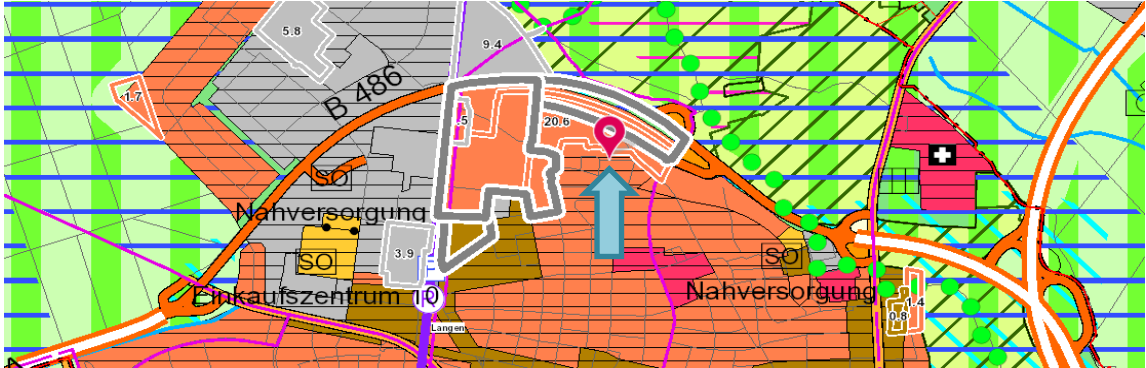 5.8
9.4
1.7
B 486
.5
20.6
SO
Nahversorgung
SO
3.9
SO
Einkaufszentrum
Nahversorgung
1.4
0.8
Langen